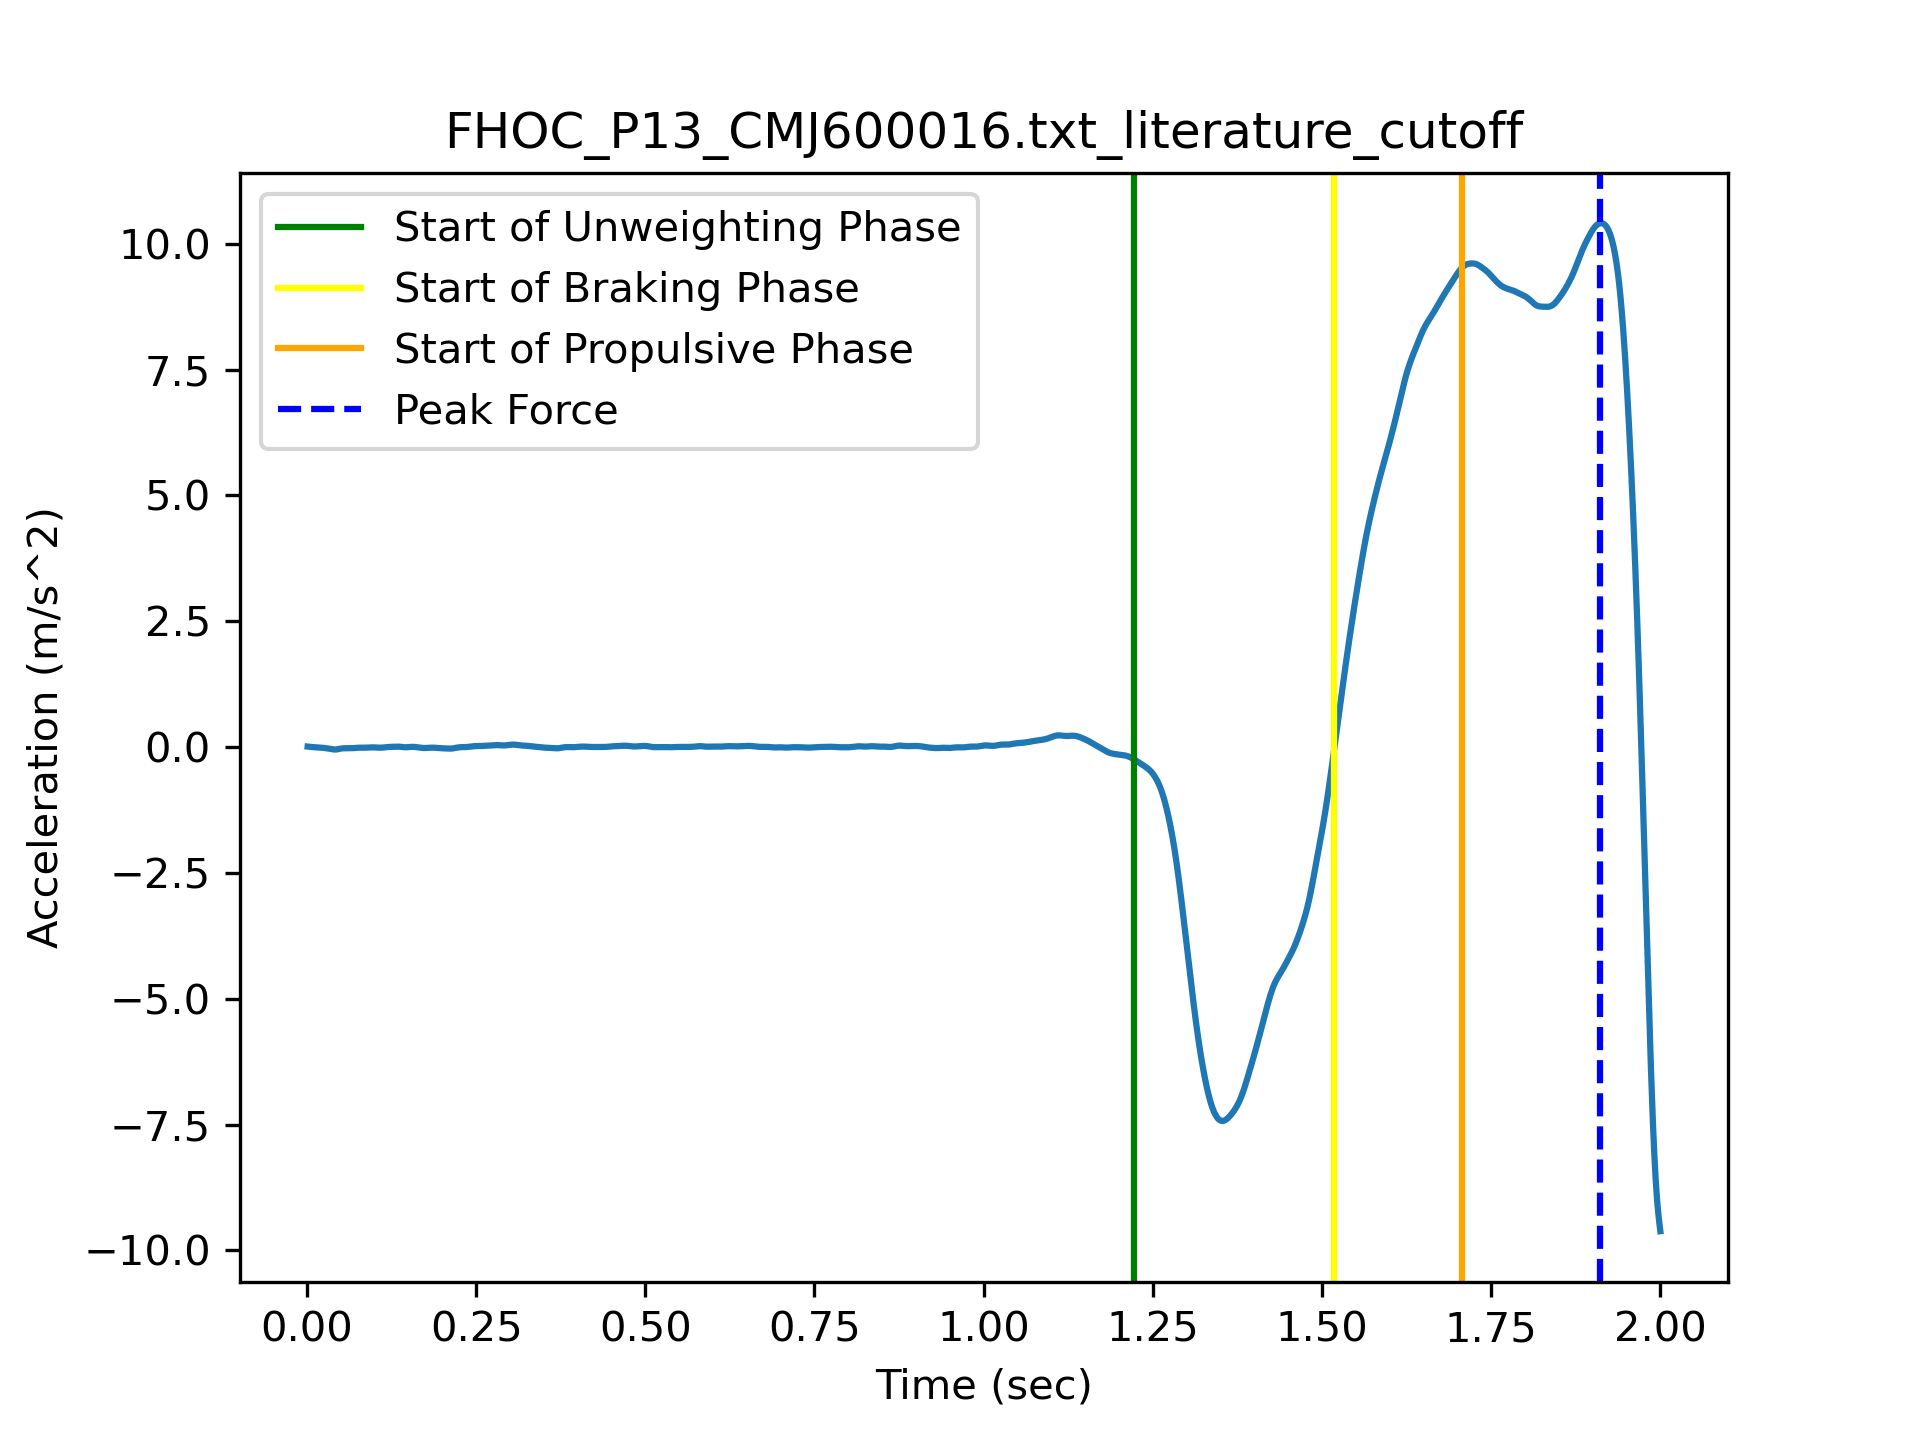 FHOC_P13_CMJ600016.txt_literature_cutoff
Start of Unweighting Phase
Start of Braking Phase
Start of Propulsive Phase
Peak Force
10.0
7.5
5.0
2.5
0.0
−2.5
−5.0
−7.5
−10.0
Acceleration (m/s^2)
0.00 0.25 0.50 0.75 1.00 1.25 1.50 1.75 2.00
Time (sec)